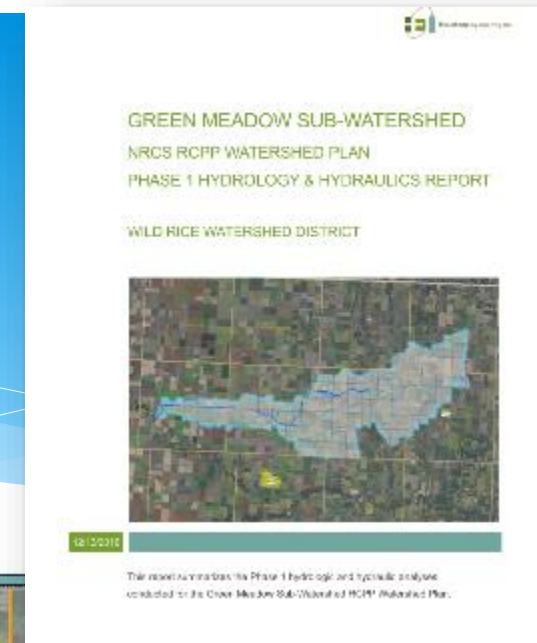 GREEN MEADOW SUB-WATERSHED
NRCS RCPP WATERSHED PLAN
PHASE 1 HYDROLOGY & HYDRAULICS REPORT
WILD RICE WATERSHED DISTRICT
This report summarizes the Phase 1 hydrologic and hydraulic analyses
conducted for the Green Meadow Sub-Watershed RCPP Watershed Plan.